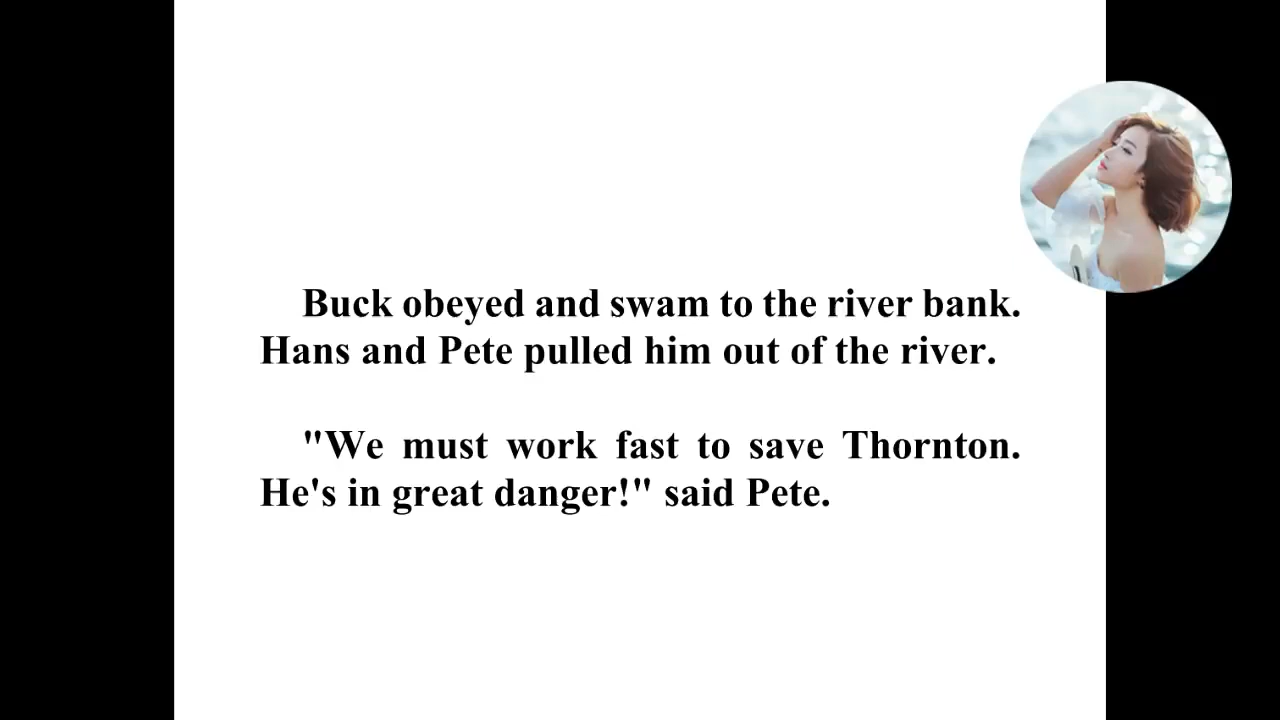 Buck obeyed and swam to the river bank.
Hans and Pete pulled him out of the river.
"We must work fast to save Thornton.
He's in great danger!" said Pete.